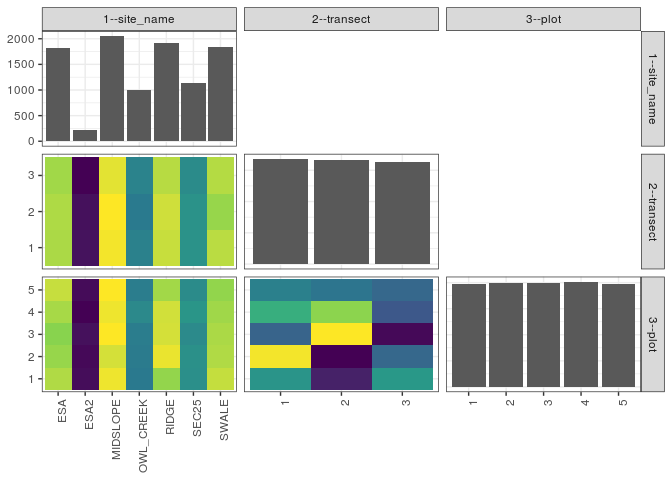 1--site_name
2--transect
3--plot
2000
1500
1000
500
0
1--site_name
3
2
1
2--transect
5
4
3
2
1
3--plot
ESA
ESA2
MIDSLOPE
OWL_CREEK
RIDGE
SEC25
SWALE
1
2
3
1
2
3
4
5